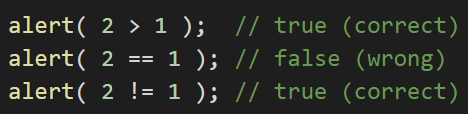 alert( 2 > 1 );  // true (correct)
alert( 2 == 1 ); // false (wrong)
alert( 2 != 1 ); // true (correct)